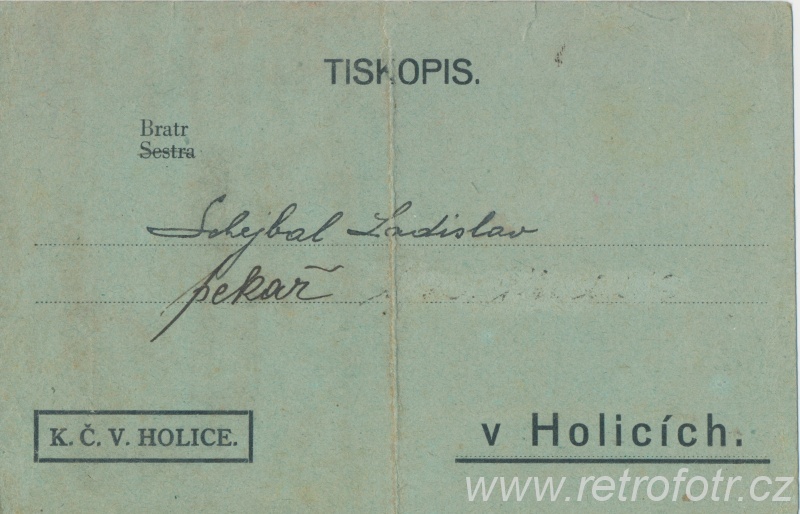 TISKOPIS.
Bratr
Sestra
Schejbal Ladislav
pekař
K. Č. V. HOLICE.
v Holicích.
www.retrofotr.cz